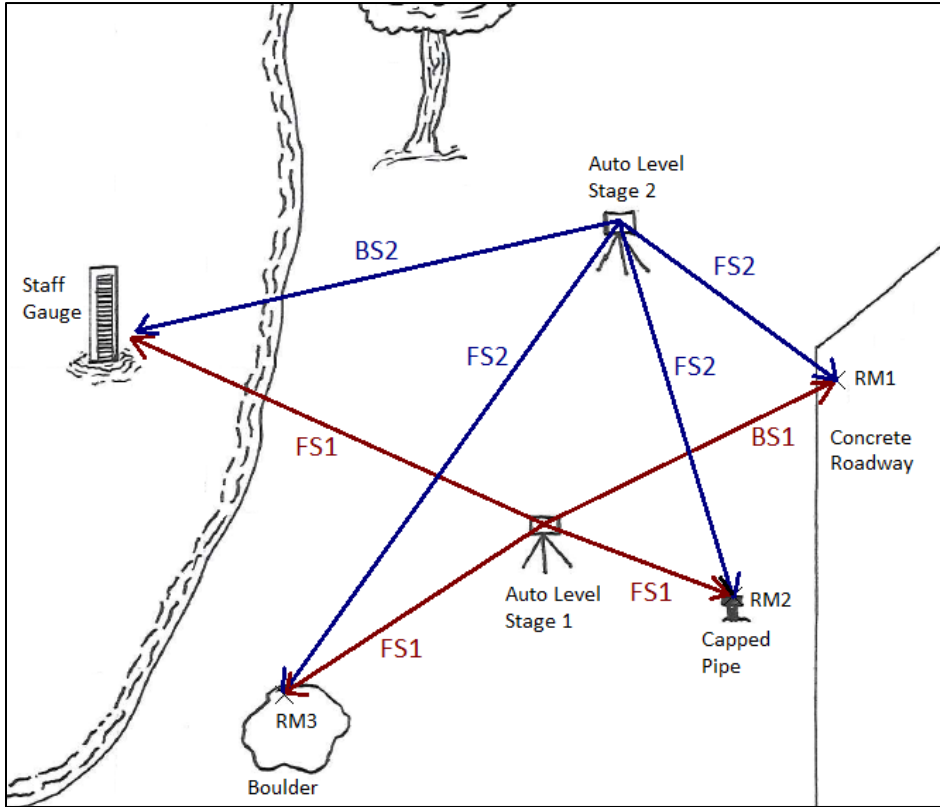 Auto Level
Stage 2
BS2
FS2
Staff
Gauge
FS2
FS2
RM1
FS1
BS1
Concrete
Roadway
FS1
RM2
Auto Level
Stage 1
FS1
Capped
Pipe
RM3
Boulder